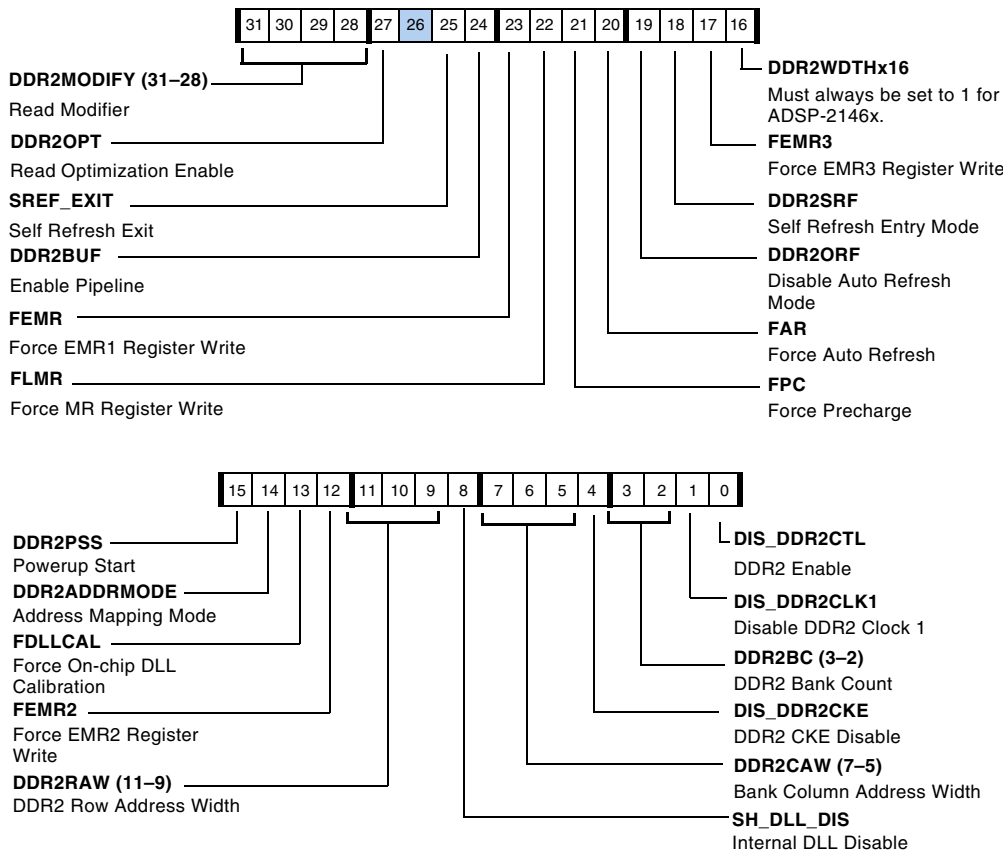 31 30 29 28 27 26 25 24 23 22 21 20 19 18 17 16
DDR2MODIFY (31–28)
Read Modifier
DDR2OPT
Read Optimization Enable
SREF_EXIT
Self Refresh Exit
DDR2BUF
Enable Pipeline
FEMR
Force EMR1 Register Write
FLMR
Force MR Register Write
DDR2WDTHx16
Must always be set to 1 for
ADSP-2146x.
FEMR3
Force EMR3 Register Write
DDR2SRF
Self Refresh Entry Mode
DDR2ORF
Disable Auto Refresh
Mode
FAR
Force Auto Refresh
FPC
Force Precharge
15 14 13 12 11 10 9 8 7 6 5 4 3 2 1 0
DDR2PSS
Powerup Start
DDR2ADDRMODE
Address Mapping Mode
FDLLCAL
Force On-chip DLL
Calibration
FEMR2
Force EMR2 Register
Write
DDR2RAW (11–9)
DDR2 Row Address Width
DIS_DDR2CTL
DDR2 Enable
DIS_DDR2CLK1
Disable DDR2 Clock 1
DDR2BC (3–2)
DDR2 Bank Count
DIS_DDR2CKE
DDR2 CKE Disable
DDR2CAW (7–5)
Bank Column Address Width
SH_DLL_DIS
Internal DLL Disable